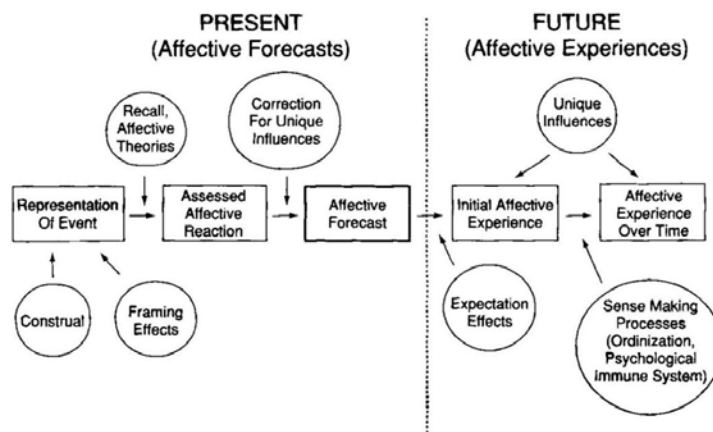 PRESENT
(Affective Forecasts)
FUTURE
(Affective Experiences)
Recall,
Affective
Theories
Correction
For Unique
Influences
Unique
Influences
Representation
Of Event
Assessed
Affective
Reaction
Affective
Forecast
Initial Affective
Experience
Affective
Experience
Over Time
Construal
Framing
Effects
Expectation
Effects
Sense Making
Processes
(Ordinization,
Psychological
Immune System)